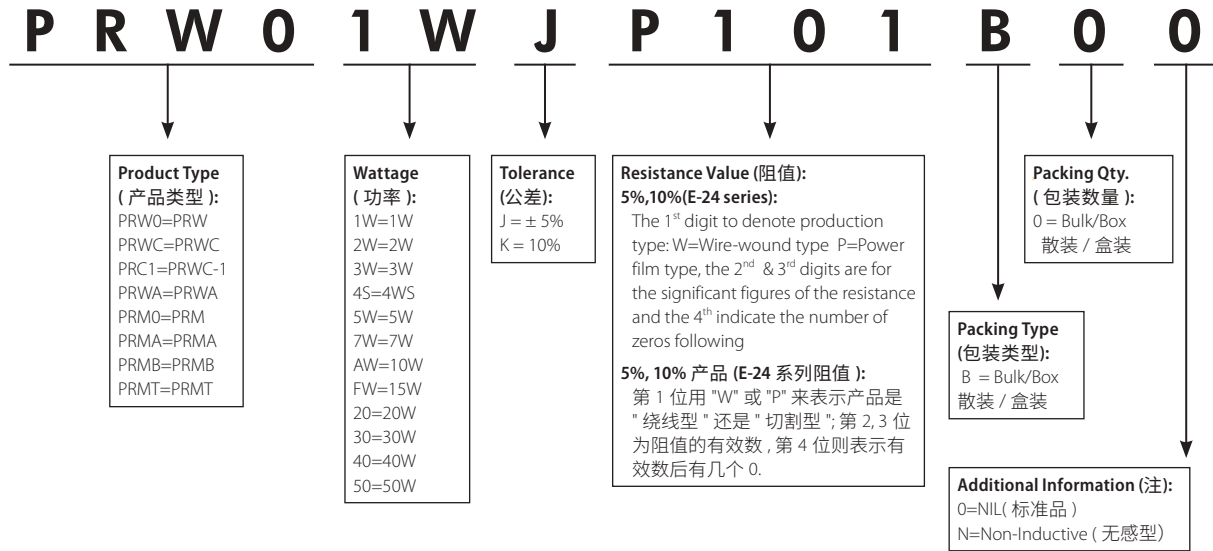 P R W 0 1 W J P 1 0 1 B 0 0
Product Type
( 产品类型 ):
PRW0=PRW
PRWC=PRWC
PRC1=PRWC-1
PRWA=PRWA
PRM0=PRM
PRMA=PRMA
PRMB=PRMB
PRMT=PRMT
Wattage
( 功率 ):
1W=1W
2W=2W
3W=3W
4S=4WS
5W=5W
7W=7W
AW=10W
FW=15W
20=20W
30=30W
40=40W
50=50W
Tolerance
(公差):
J = ± 5%
K = 10%
Resistance Value (阻值):
5%,10%(E-24 series):
The 1st digit to denote production
type: W=Wire-wound type P=Power
film type, the 2nd & 3rd digits are for
the significant figures of the resistance
and the 4th indicate the number of
zeros following
5%, 10% 产品 (E-24 系列阻值 ):
第 1 位用 "W" 或 "P" 来表示产品是
" 绕线型 " 还是 " 切割型 "; 第 2, 3 位
为阻值的有效数 , 第 4 位则表示有
效数后有几个 0.
Packing Qty.
( 包装数量 ):
0 = Bulk/Box
散装 / 盒装
Packing Type
(包装类型):
B = Bulk/Box
散装 / 盒装
Additional Information (注):
0=NIL( 标准品 )
N=Non-Inductive ( 无感型)